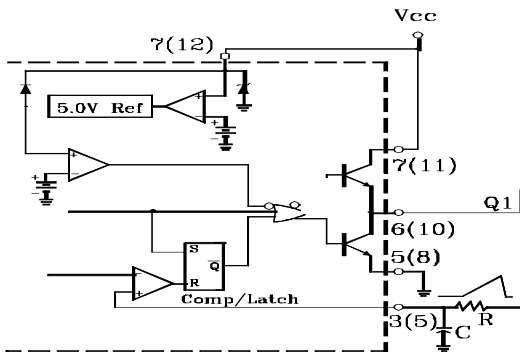 Vcc
7(12)
5.0V Ref
+
−
+
−
+
+
−
7(11)
Q1
6(10)
5(8)
S
Q
R
−
+
Comp/Latch
3(5)
R
C